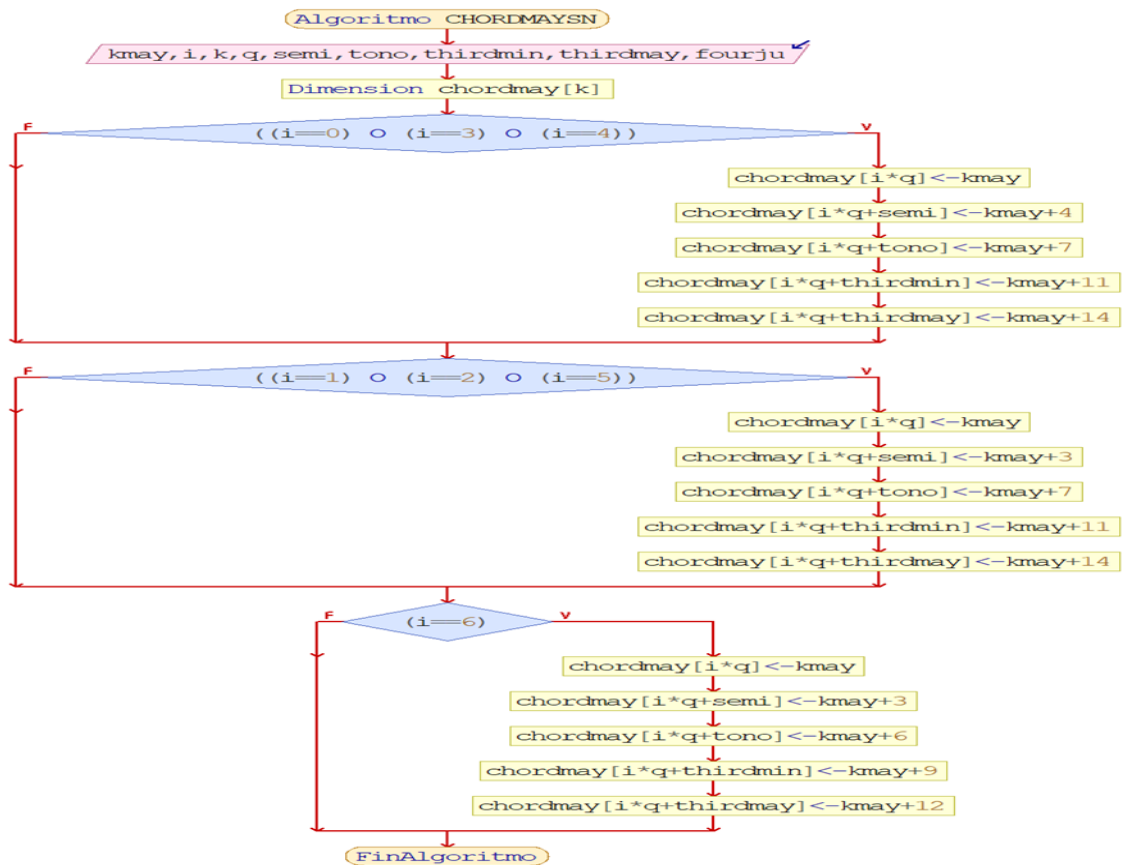 Algoritmo CHORDMAYSN
kmay,i,k,q,semi,tono,thirdmin,thirdmay,fourju
Dimension chordmay[k]
F ((i==0) O (i==3) O (i==4)) V
chordmay[i*q]<-kmay
chordmay[i*q+semi]<-kmay+4
chordmay[i*q+tono]<-kmay+7
chordmay[i*q+thirdmin]<-kmay+11
chordmay[i*q+thirdmay]<-kmay+14
F ((i==1) O (i==2) O (i==5)) V
chordmay[i*q]<-kmay
chordmay[i*q+semi]<-kmay+3
chordmay[i*q+tono]<-kmay+7
chordmay[i*q+thirdmin]<-kmay+11
chordmay[i*q+thirdmay]<-kmay+14
F (i==6) V
chordmay[i*q]<-kmay
chordmay[i*q+semi]<-kmay+3
chordmay[i*q+tono]<-kmay+6
chordmay[i*q+thirdmin]<-kmay+9
chordmay[i*q+thirdmay]<-kmay+12
FinAlgoritmo